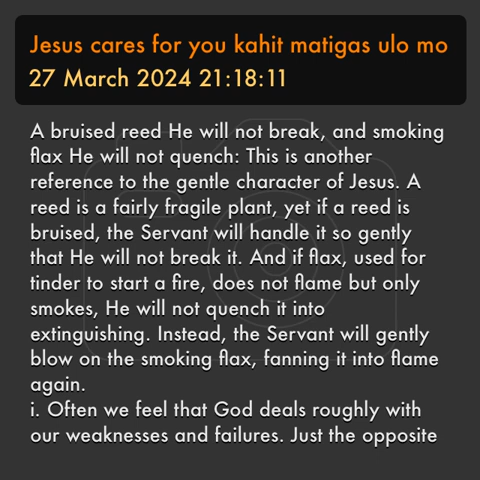 Jesus cares for you kahit matigas ulo mo
27 March 2024 21:18:11
A bruised reed He will not break, and smoking
flax He will not quench: This is another
reference to the gentle character of Jesus. A
reed is a fairly fragile plant, yet if a reed is
bruised, the Servant will handle it so gently
that He will not break it. And if flax, used for
tinder to start a fire, does not flame but only
smokes, He will not quench it into
extinguishing. Instead, the Servant will gently
blow on the smoking flax, fanning it into flame
again.
i. Often we feel that God deals roughly with
our weaknesses and failures. Just the opposite